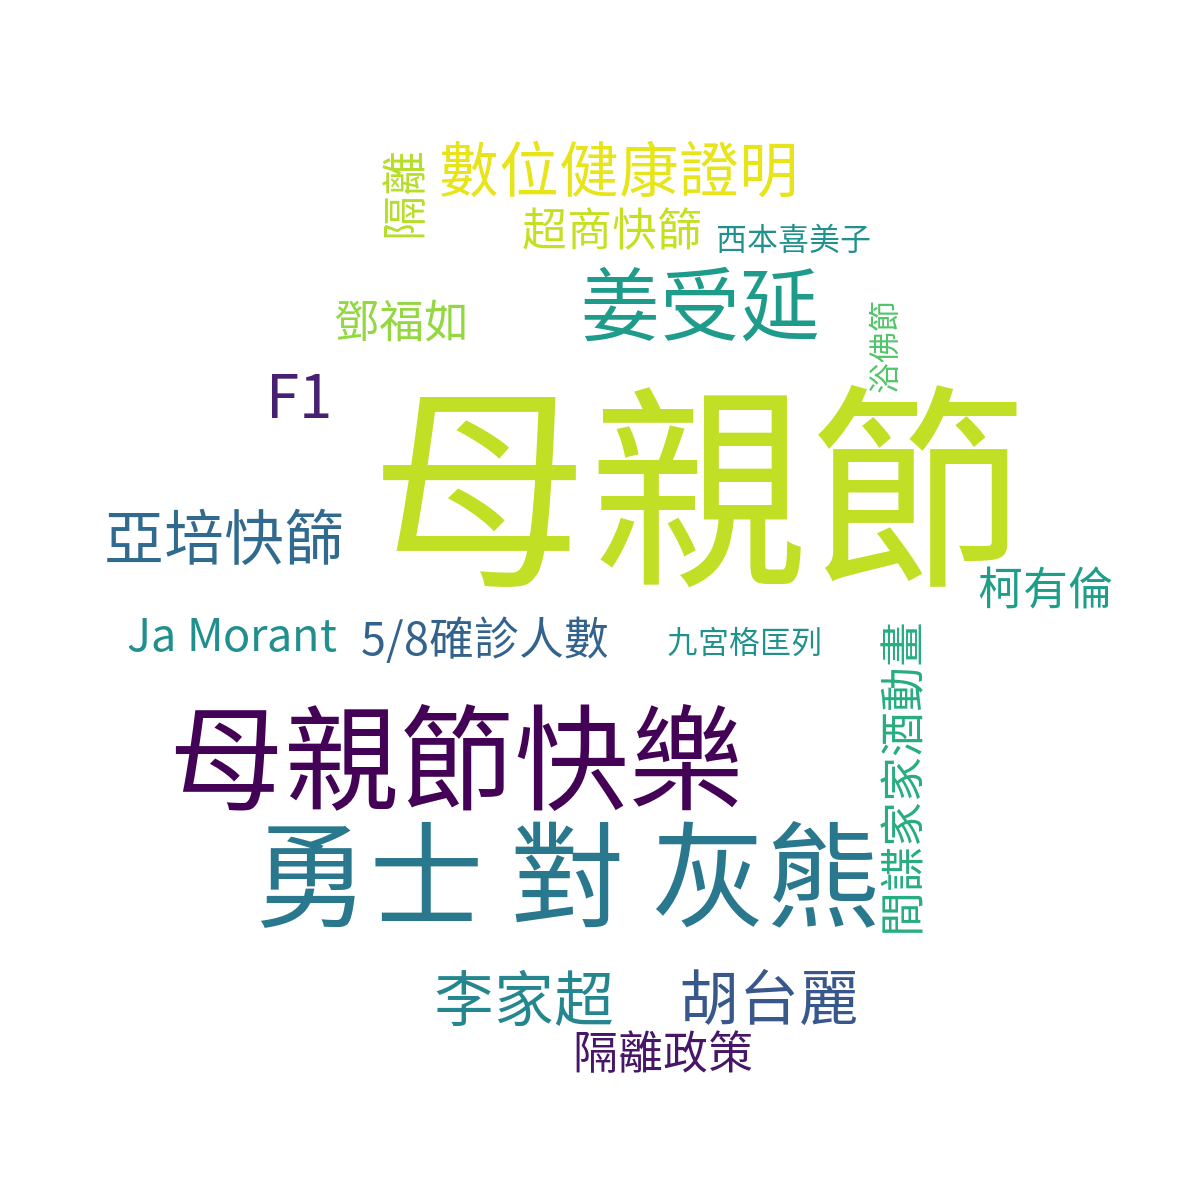 隔離
數位健康證明
超商快篩
西本喜美子
姜受延
鄧福如
浴佛節
F1
母親節
亞培快篩
柯有倫
Ja Morant
5/8確診人數
九宮格匡列
間諜家家酒動畫
母親節快樂
勇士 對 灰熊
李家超
胡台麗
隔離政策